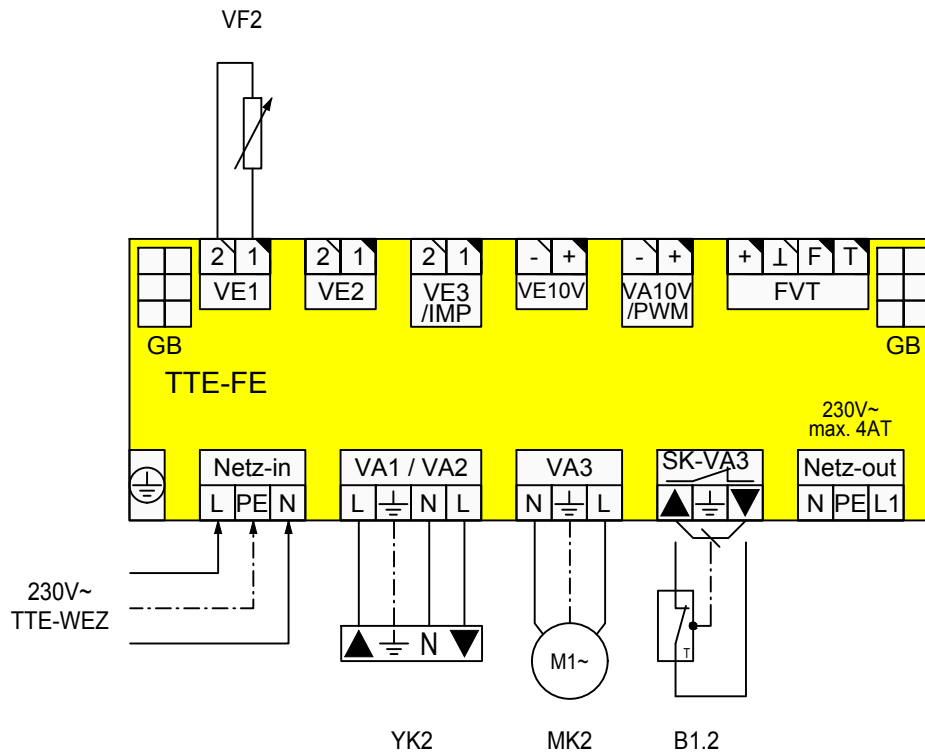 VF2
2 1 2 1 2 1 - + - + + ⊥ F T
VE1 VE2 VE3 VE10V VA10V FVT
/IMP /PWM
GB GB
TTE-FE
230V~
max. 4AT
Netz-in VA1 / VA2 VA3 SK-VA3 Netz-out
L PE N L ⏚ N L N ⏚ L ▲ ⏚ ▼ N PE L1
230V~
TTE-WEZ
▲ ⏚ N ▼
M1~
T
YK2 MK2 B1.2